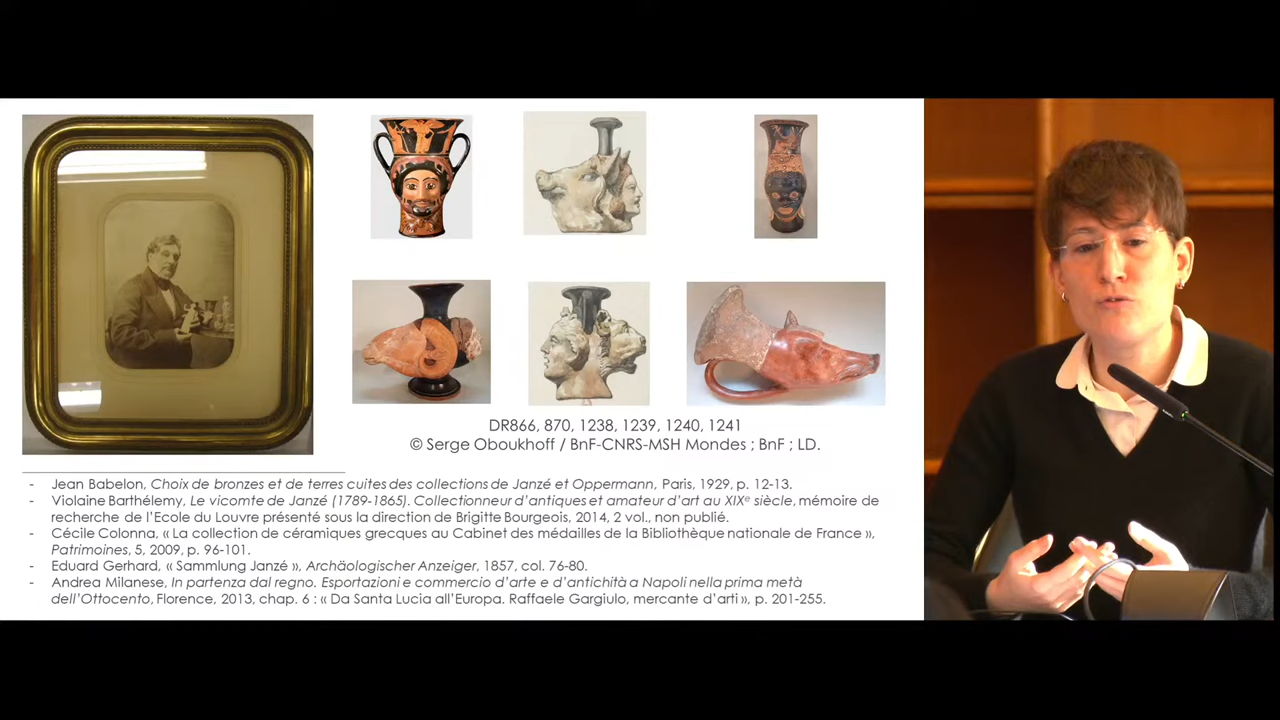 DR866, 870, 1238, 1239, 1240, 1241
© Serge Oboukhoff / BnF-CNRS-MSH Mondes ; BnF ; LD.
- Jean Babelon, Choix de bronzes et de terres cuites des collections de Janzé et Oppermann, Paris, 1929, p. 12-13.
- Violaine Barthélemy, Le vicomte de Janzé (1789-1865). Collectionneur d’antiques et amateur d’art au XIXe siècle, mémoire de
recherche de l’Ecole du Louvre présenté sous la direction de Brigitte Bourgeois, 2014, 2 vol., non publié.
- Cécile Colonna, « La collection de céramiques grecques au Cabinet des médailles de la Bibliothèque nationale de France »,
Patrimoines, 5, 2009, p. 96-101.
- Eduard Gerhard, « Sammlung Janzé », Archäologischer Anzeiger, 1857, col. 76-80.
- Andrea Milanese, In partenza dal regno. Esportazioni e commercio d’arte e d’antichità a Napoli nella prima metà
dell’Ottocento, Florence, 2013, chap. 6 : « Da Santa Lucia all’Europa. Raffaele Gargiulo, mercante d’arti », p. 201-255.